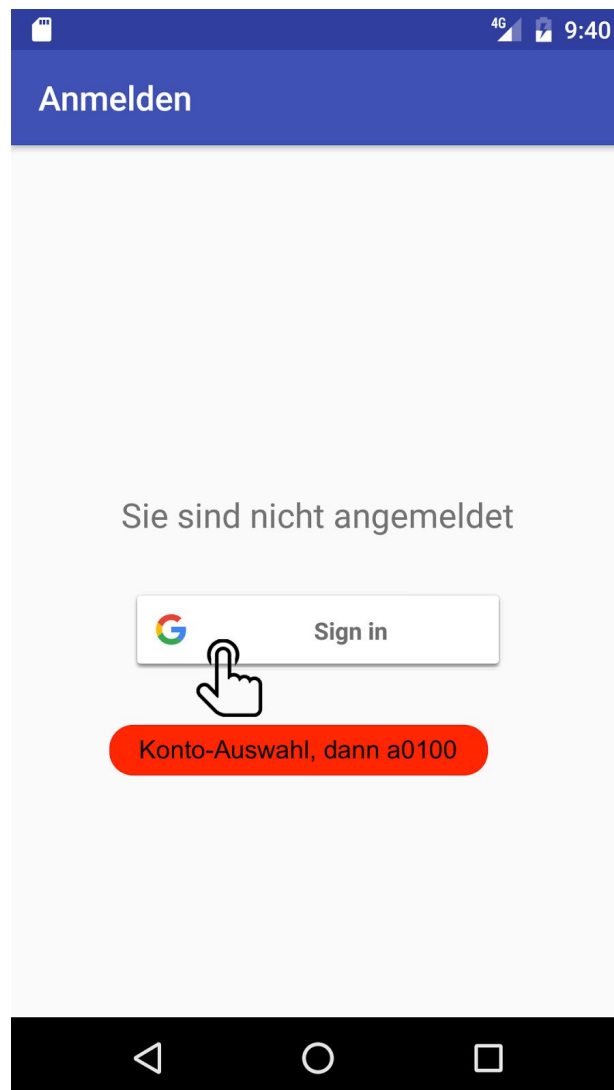 4G 9:40
Anmelden
Sie sind nicht angemeldet
Sign in
Konto-Auswahl, dann a0100